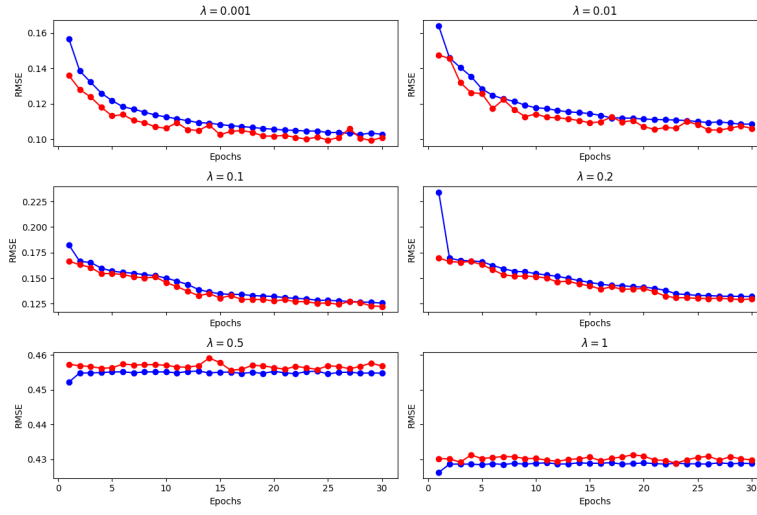 λ = 0.001
λ = 0.01
0.16
0.14
0.12
0.10
RMSE
RMSE
Epochs
Epochs
λ = 0.1
λ = 0.2
0.225
0.200
0.175
0.150
0.125
RMSE
RMSE
Epochs
Epochs
λ = 0.5
λ = 1
0.46
0.45
0.44
0.43
RMSE
RMSE
0 5 10 15 20 25 30
0 5 10 15 20 25 30
Epochs
Epochs